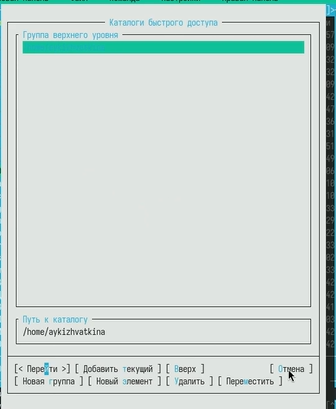 Каталоги быстрого доступа
Группа верхнего уровня
Путь к каталогу
/home/aykizhvatkina
[< Перейти >] [ Добавить текущий ] [ Вверх ] [ Отмена ]
[ Новая группа ] [ Новый элемент ] [ Удалить ] [ Переместить ]